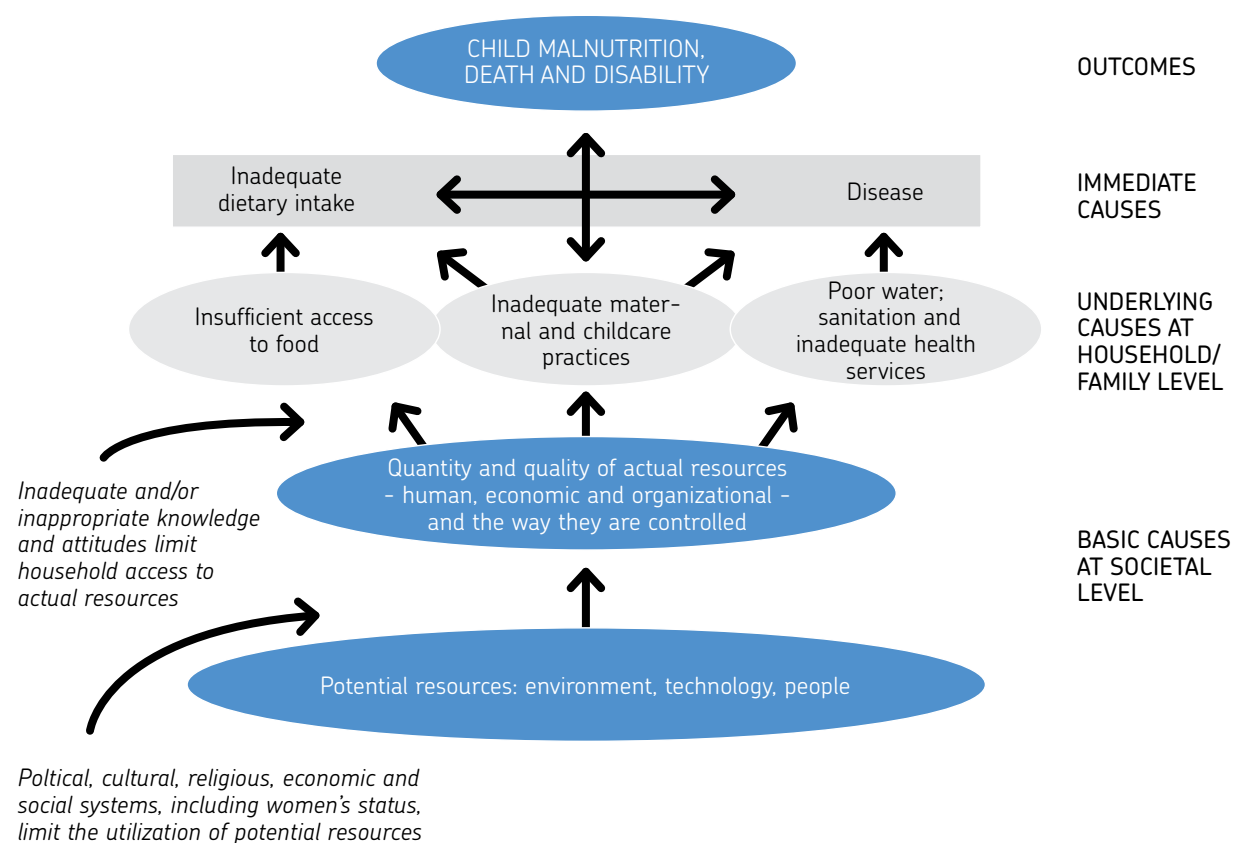 CHILD MALNUTRITION,
DEATH AND DISABILITY
OUTCOMES
Inadequate
dietary intake
Disease
IMMEDIATE
CAUSES
Insufficient access
to food
Inadequate mater-
nal and childcare
practices
Poor water;
sanitation and
inadequate health
services
UNDERLYING
CAUSES AT
HOUSEHOLD/
FAMILY LEVEL
Quantity and quality of actual resources
- human, economic and organizational -
and the way they are controlled
Inadequate and/or
inappropriate knowledge
and attitudes limit
household access to
actual resources
BASIC CAUSES
AT SOCIETAL
LEVEL
Potential resources: environment, technology, people
Poltical, cultural, religious, economic and
social systems, including women's status,
limit the utilization of potential resources